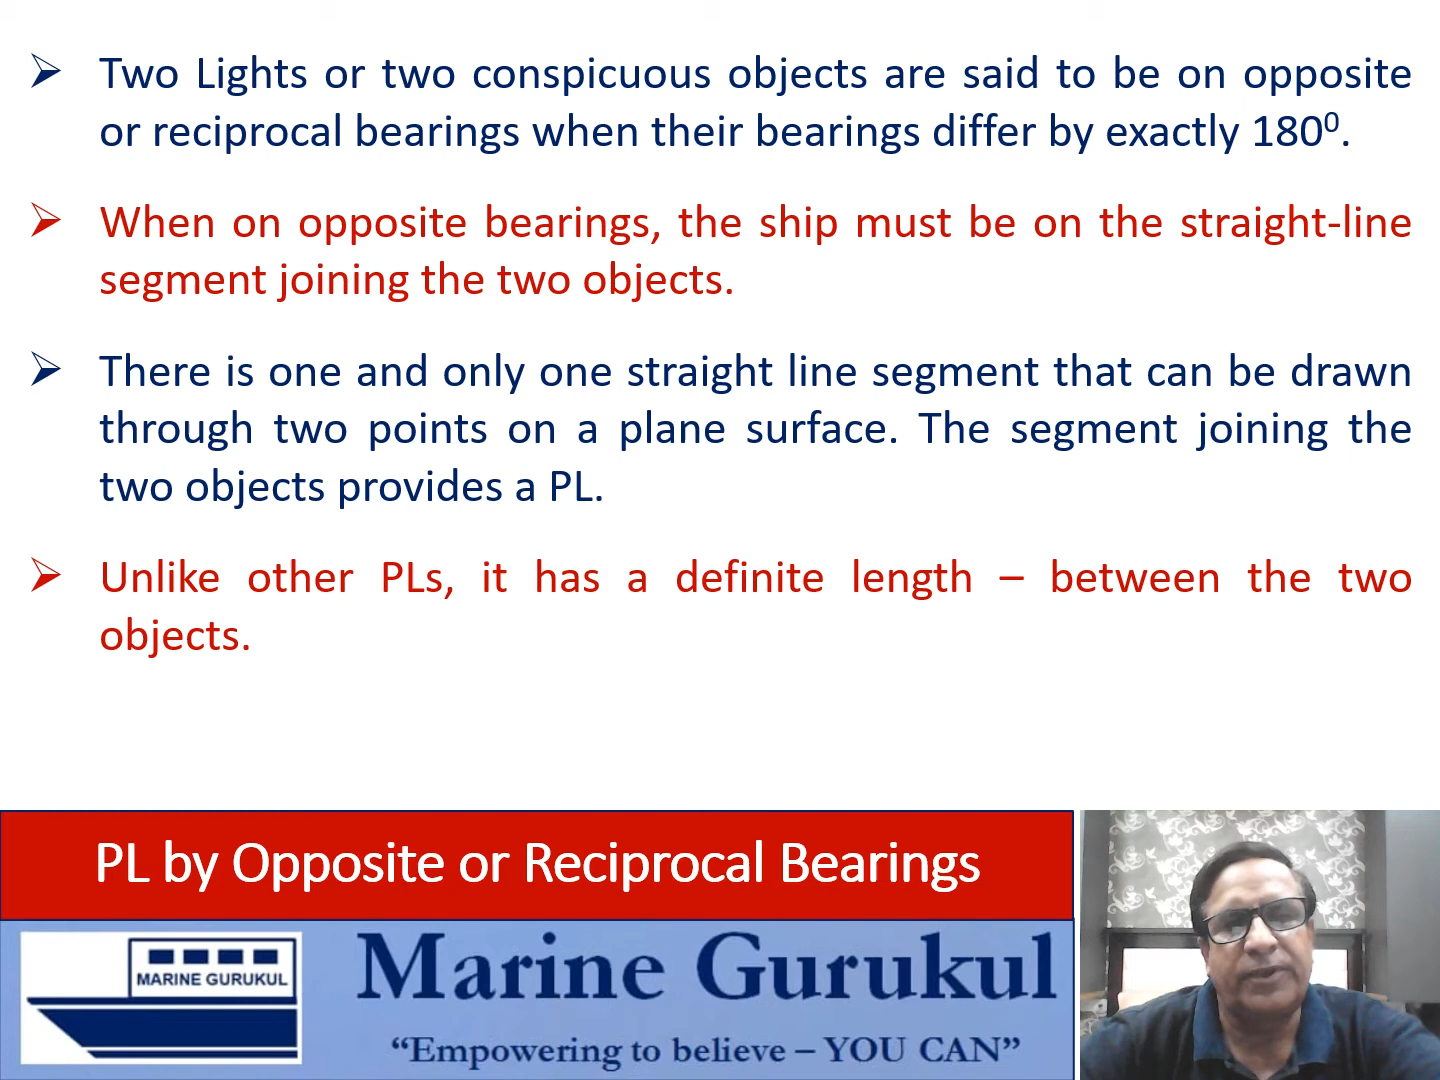 ➢ Two Lights or two conspicuous objects are said to be on opposite
or reciprocal bearings when their bearings differ by exactly 180⁰.
➢ When on opposite bearings, the ship must be on the straight-line
segment joining the two objects.
➢ There is one and only one straight line segment that can be drawn
through two points on a plane surface. The segment joining the
two objects provides a PL.
➢ Unlike other PLs, it has a definite length – between the two
objects.
PL by Opposite or Reciprocal Bearings
MARINE GURUKUL
Marine Gurukul
“Empowering to believe – YOU CAN”